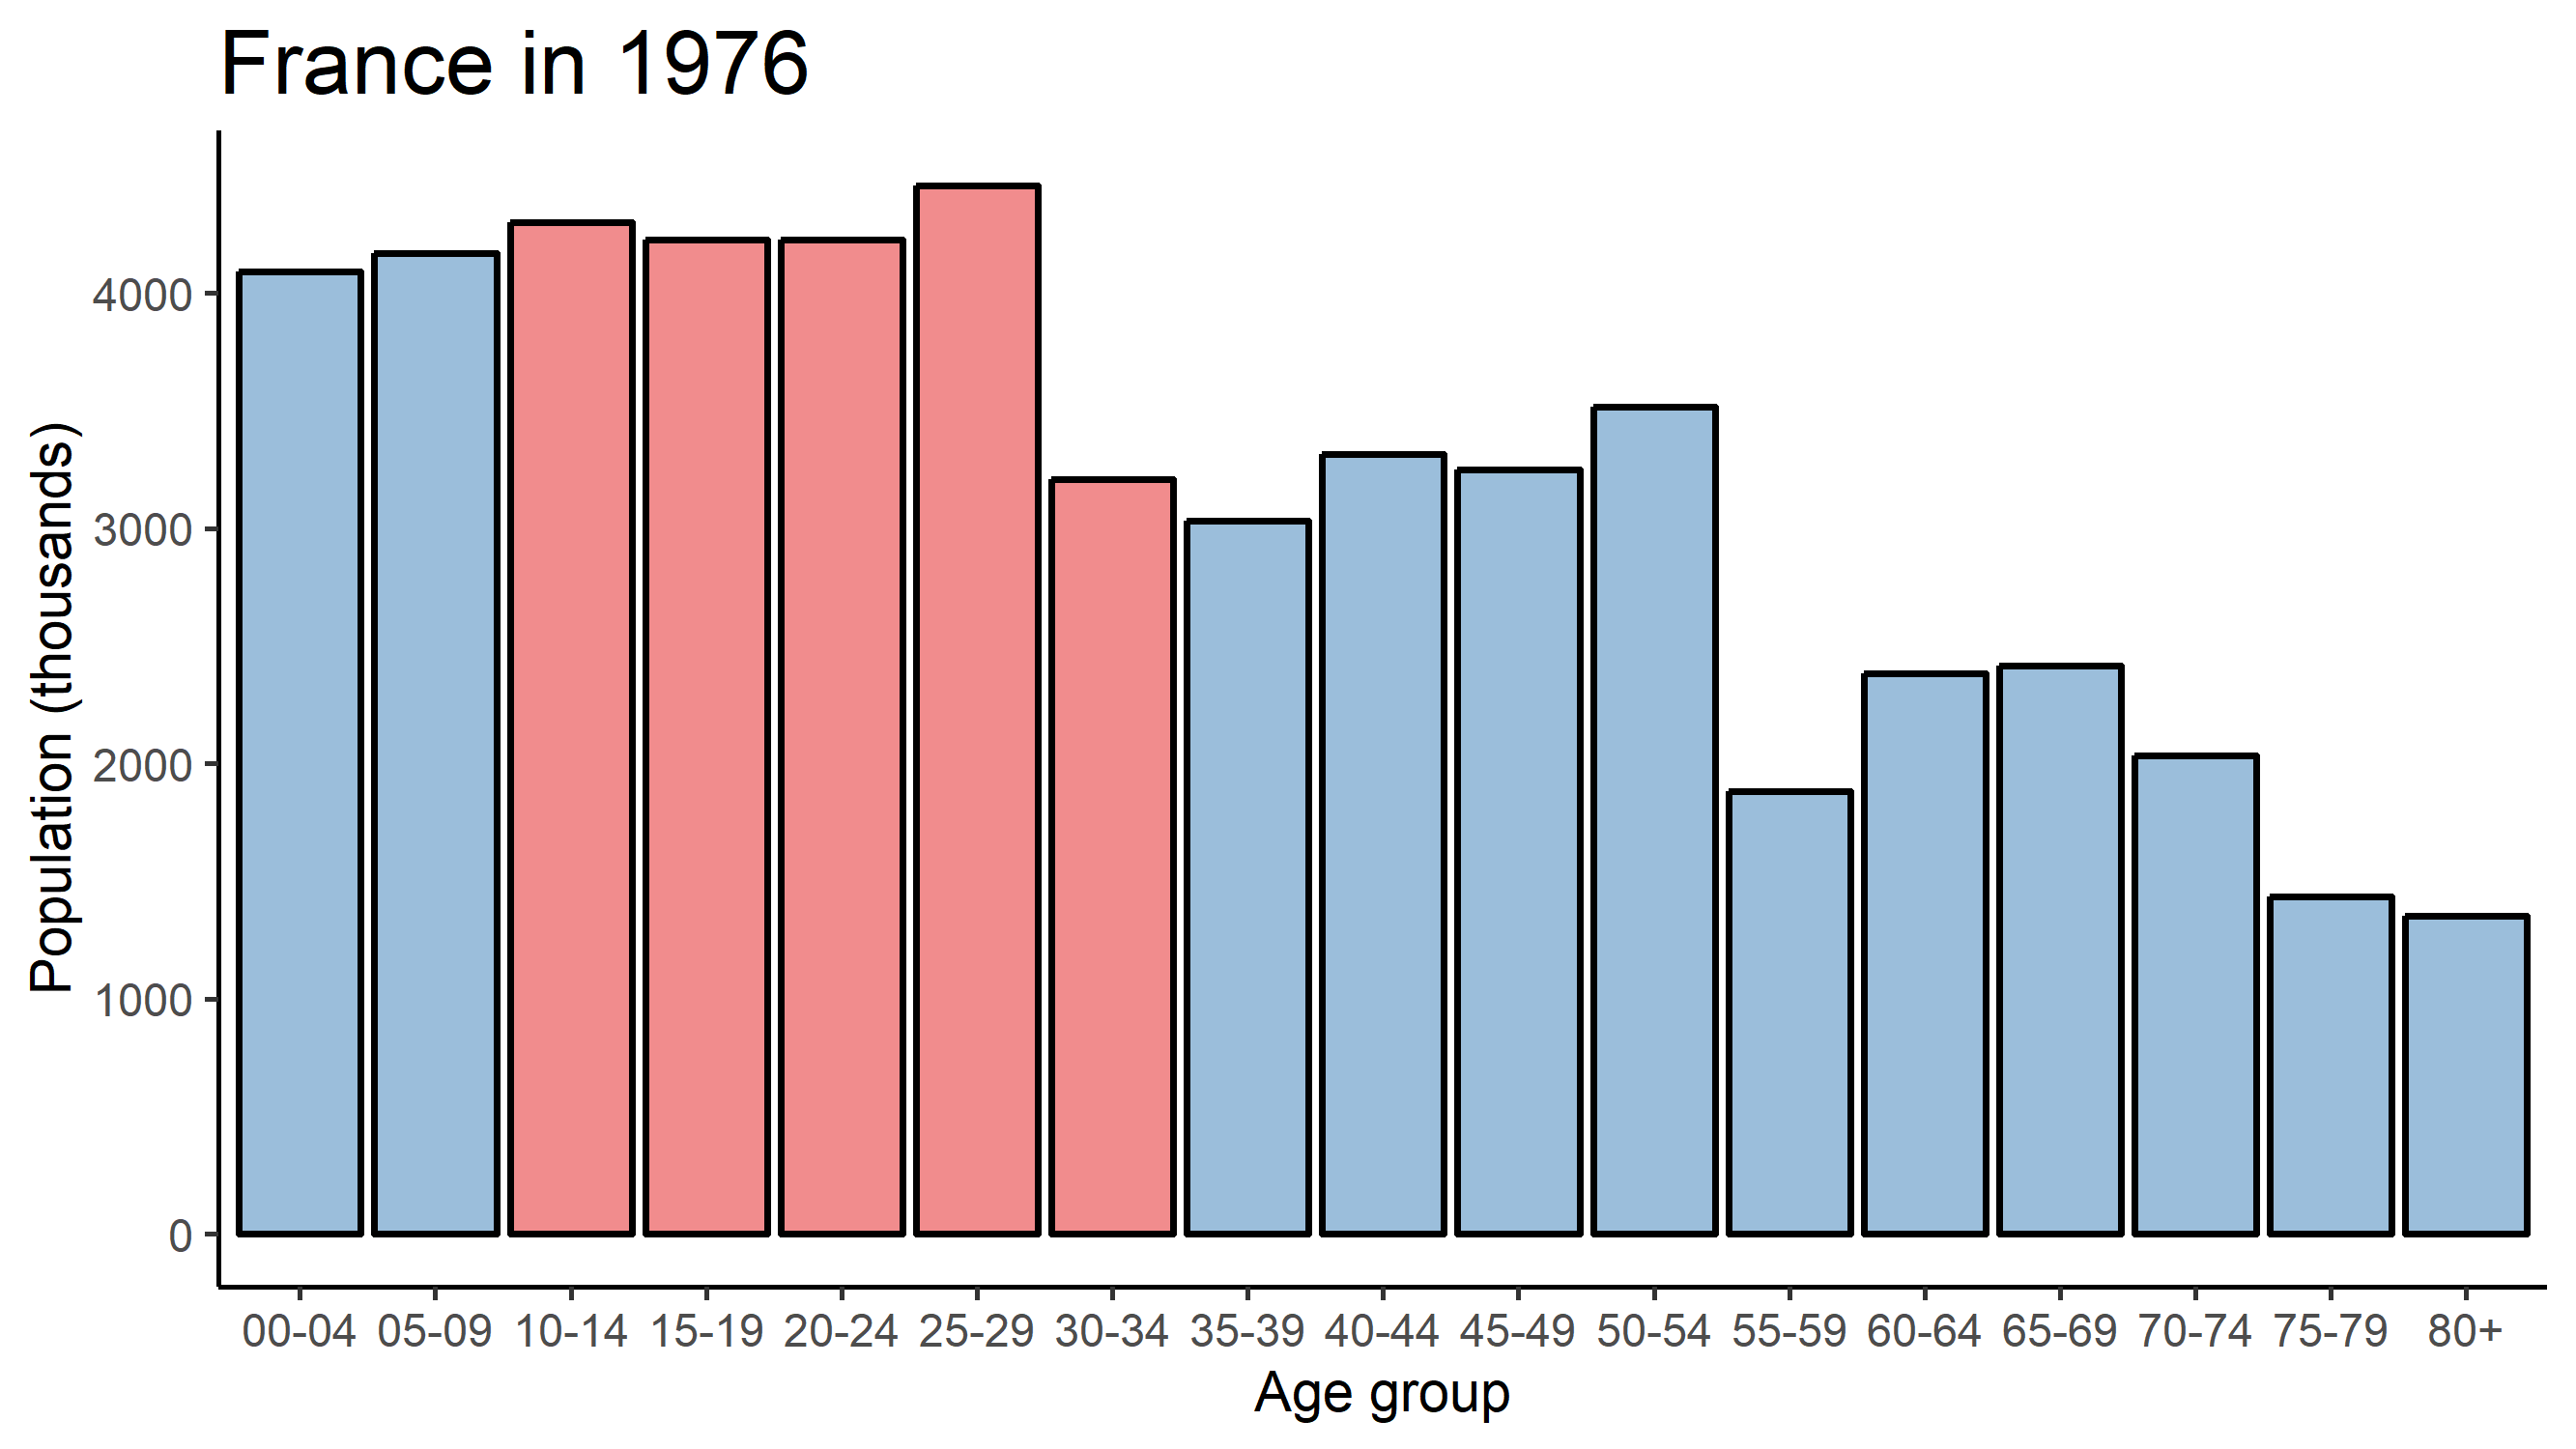 France in 1976
Population (thousands)
4000
3000
2000
1000
0
00-04 05-09 10-14 15-19 20-24 25-29 30-34 35-39 40-44 45-49 50-54 55-59 60-64 65-69 70-74 75-79 80+
Age group